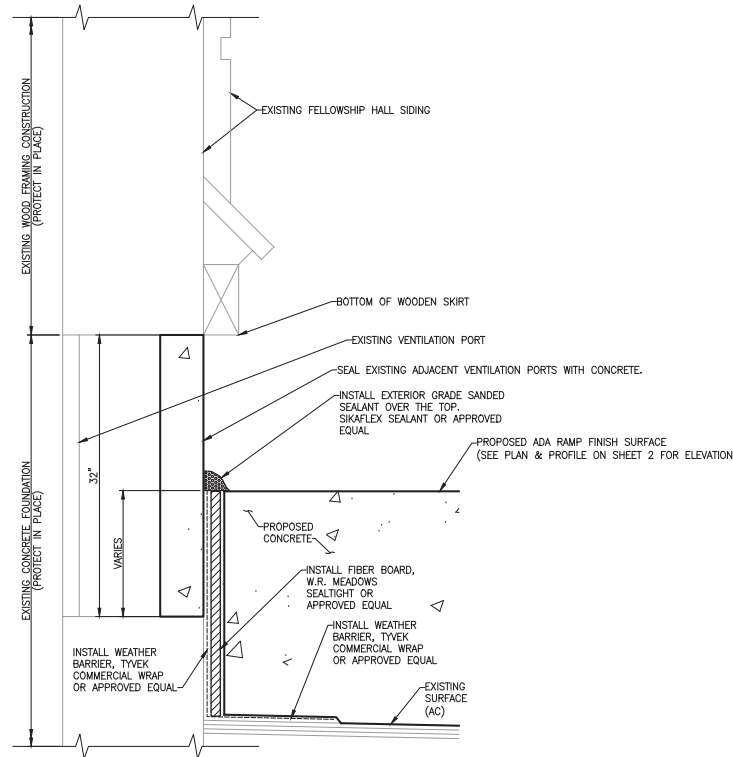 EXISTING WOOD FRAMING CONSTRUCTION
(PROTECT IN PLACE)
EXISTING FELLOWSHIP HALL SIDING
BOTTOM OF WOODEN SKIRT
EXISTING VENTILATION PORT
SEAL EXISTING ADJACENT VENTILATION PORTS WITH CONCRETE.
INSTALL EXTERIOR GRADE SANDED
SEALANT OVER THE TOP.
SIKAFLEX SEALANT OR APPROVED
EQUAL
PROPOSED ADA RAMP FINISH SURFACE
(SEE PLAN & PROFILE ON SHEET 2 FOR ELEVATION
EXISTING CONCRETE FOUNDATION
(PROTECT IN PLACE)
32"
VARIES
PROPOSED
CONCRETE
INSTALL FIBER BOARD,
W.R. MEADOWS
SEALTIGHT OR
APPROVED EQUAL
INSTALL WEATHER
BARRIER, TYVEK
COMMERCIAL WRAP
OR APPROVED EQUAL
INSTALL WEATHER
BARRIER, TYVEK
COMMERCIAL WRAP
OR APPROVED EQUAL
EXISTING
SURFACE
(AC)